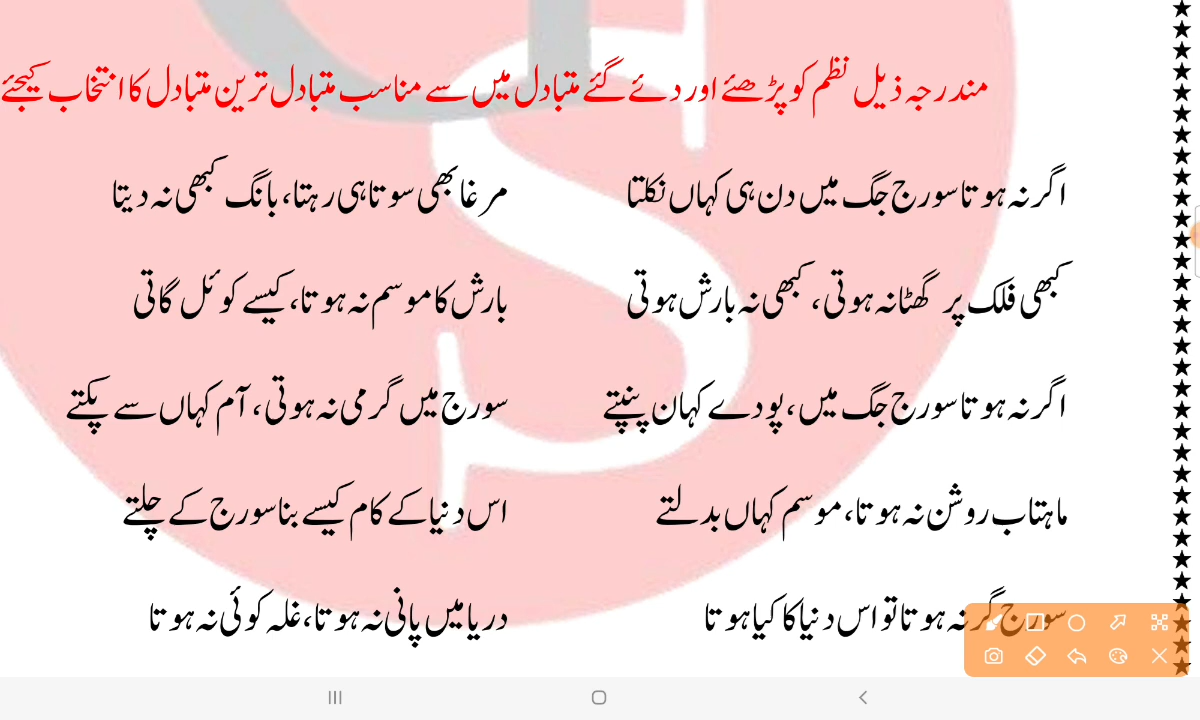 مندرجہ ذیل نظم کو پڑھئے اور دئے گئے متبادل میں سے مناسب متبادل ترین متبادل کا انتخاب کیجئے
اگر نہ ہوتا سورج جگ میں دن ہی کہاں نکلتا مرغا بھی سوتا ہی رہتا، بانگ کبھی نہ دیتا
کبھی فلک پر گھٹا نہ ہوتی ، کبھی نہ بارش ہوتی بارش کا موسم نہ ہوتا، کیسے کوئل گاتی
اگر نہ ہوتا سورج جگ میں، پودے کہان پنپتے سورج میں گرمی نہ ہوتی ، آم کہاں سے پکتے
ماہتاب روشن نہ ہوتا، موسم کہاں بدلتے اس دنیا کے کام کیسے بنا سورج کے چلتے
سورج گر نہ ہوتا تو اس دنیا کا کیا ہوتا دریا میں پانی نہ ہوتا، غلہ کوئی نہ ہوتا